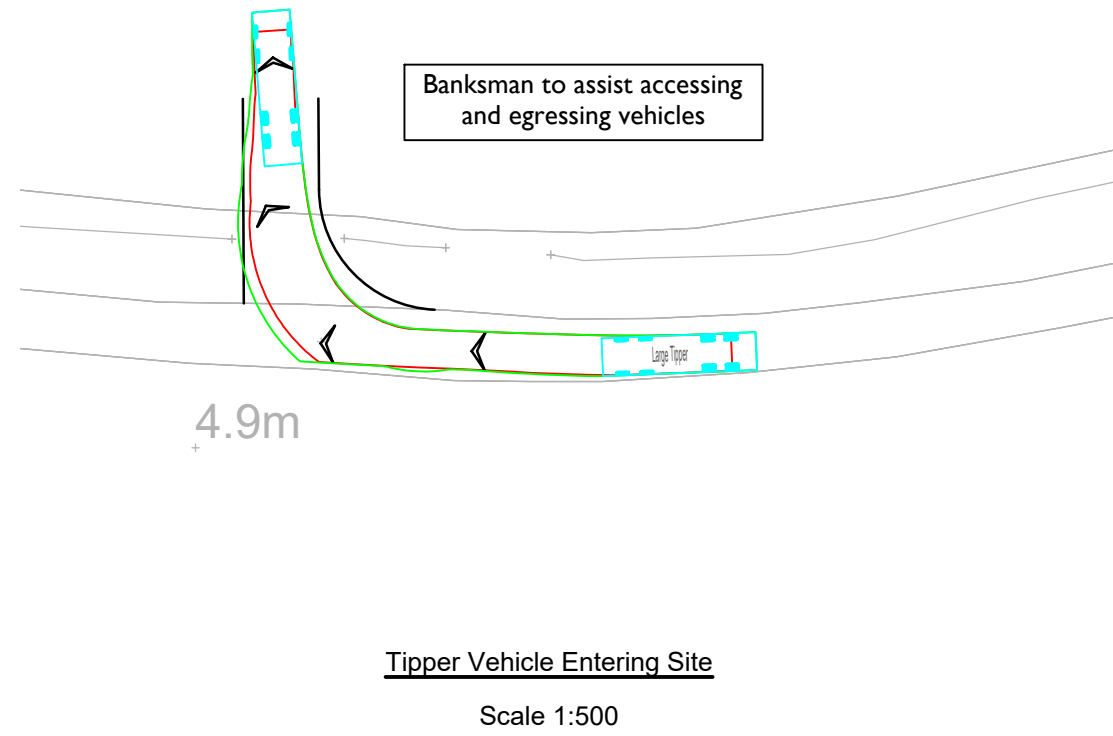 Banksman to assist accessing
and egressing vehicles
Large Tipper
4.9m
Tipper Vehicle Entering Site
Scale 1:500